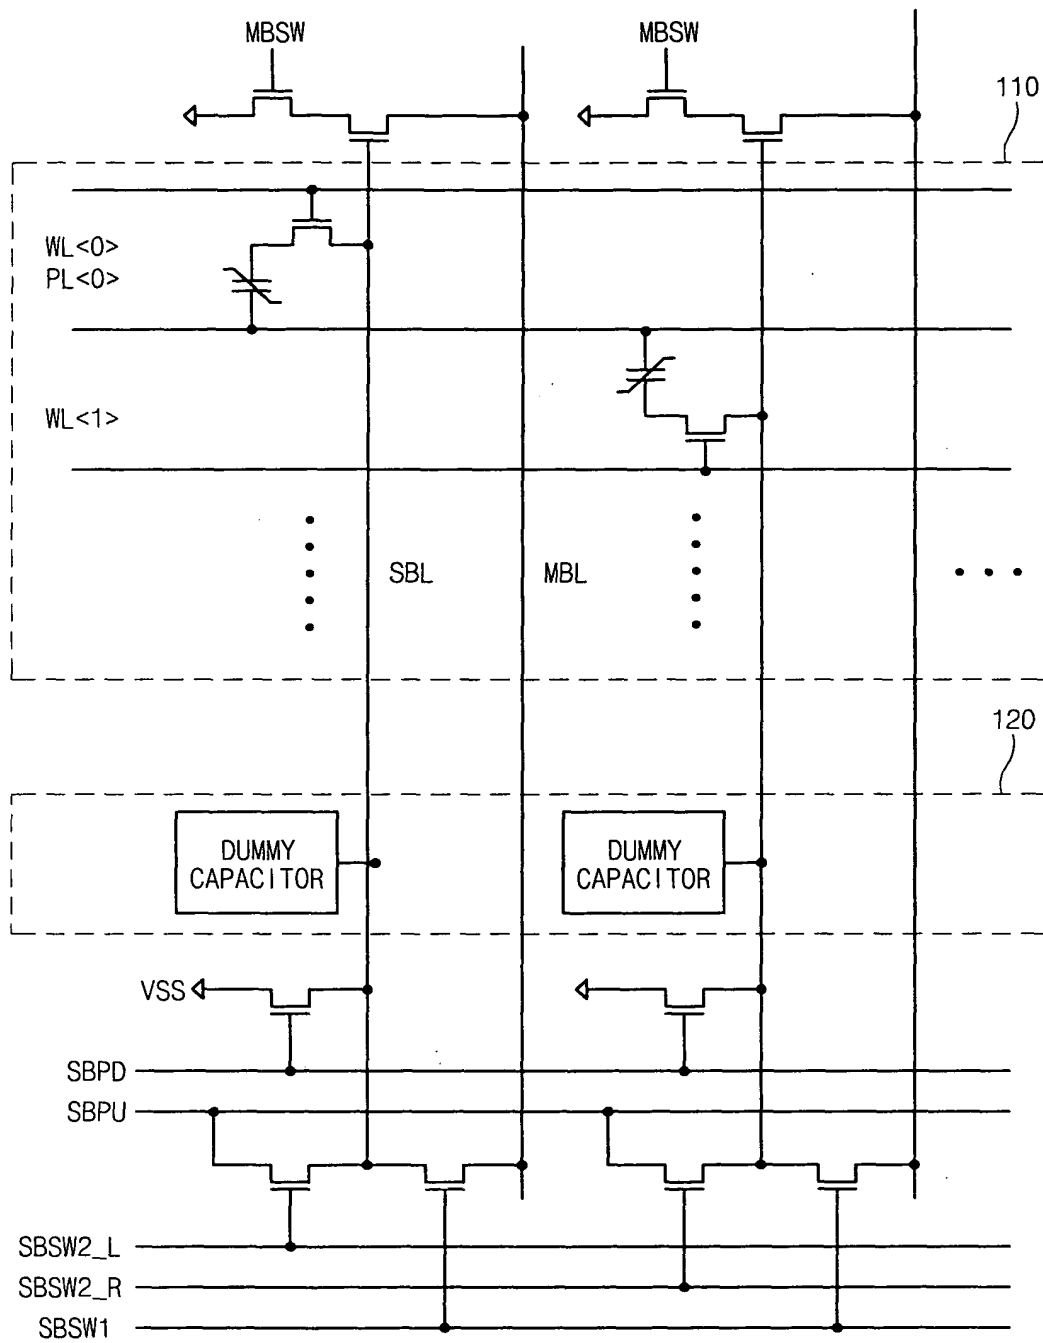 MBSW
MBSW
110
WL<0>
PL<0>
WL<1>
SBL
MBL
120
DUMMY
CAPACITOR
DUMMY
CAPACITOR
VSS
SBPD
SBPU
SBSW2_L
SBSW2_R
SBSW1